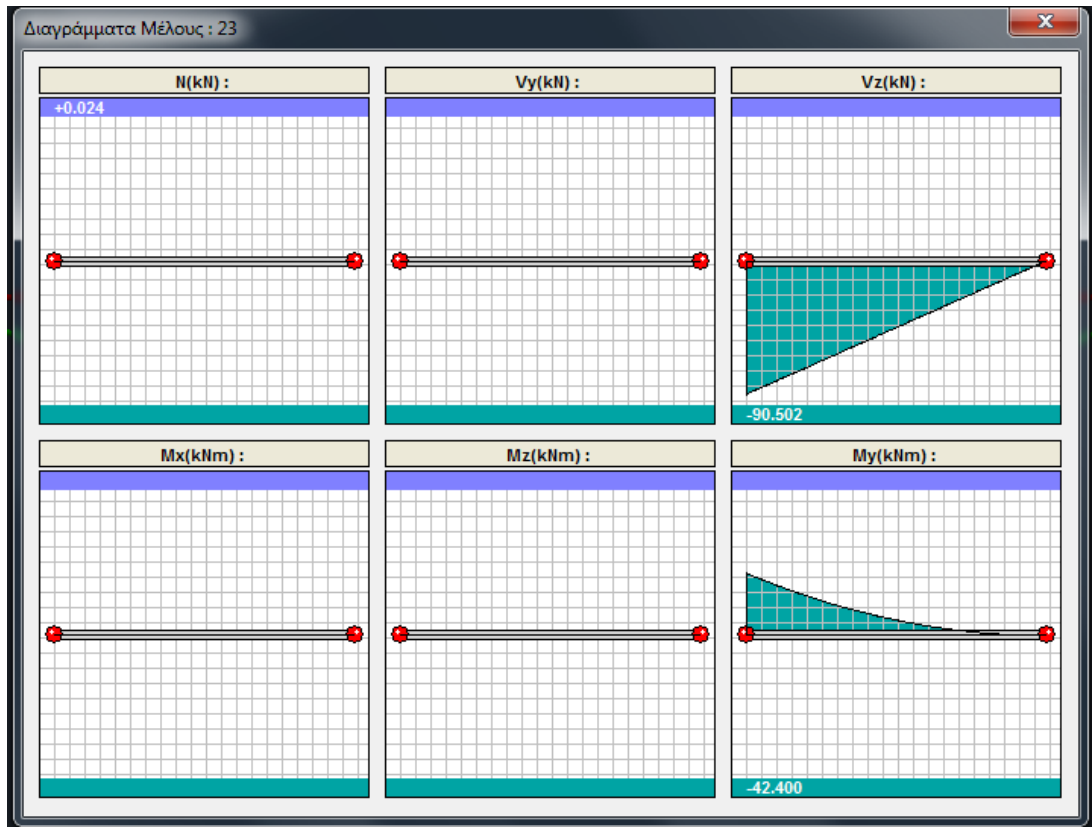 Διαγράμματα Μέλους : 23
N(kN) :
Vy(kN) :
Vz(kN) :
+0.024
-90.502
Mx(kNm) :
Mz(kNm) :
My(kNm) :
-42.400